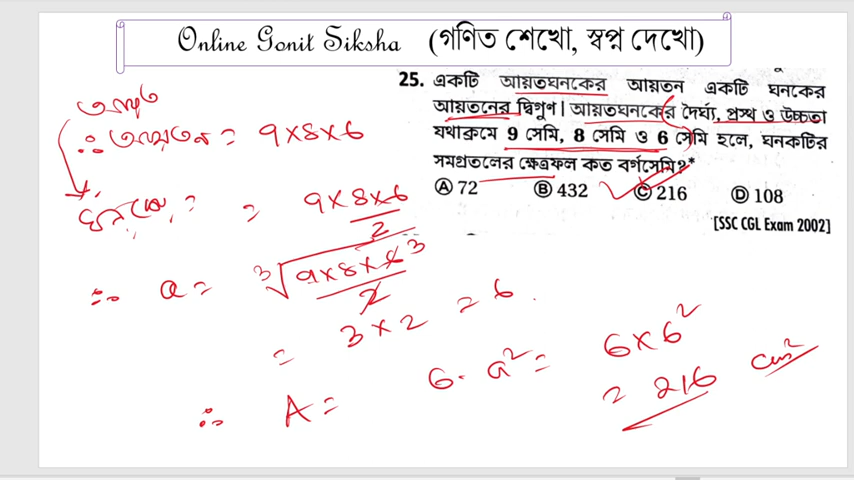 Online Gonit Siksha (গণিত শেখো, স্বপ্ন দেখো)
25. একটি আয়তঘনকের আয়তন একটি ঘনকের
আয়তনের দ্বিগুণ। আয়তঘনকের দৈর্ঘ্য, প্রস্থ ও উচ্চতা
যথাক্রমে 9 সেমি, 8 সেমি ও 6 সেমি হলে, ঘনকটির
সমগ্রতলের ক্ষেত্রফল কত বর্গসেমি?*
Ⓐ 72 Ⓑ 432 Ⓒ 216 Ⓓ 108
[SSC CGL Exam 2002]
∴ আয়তন = 9×8×6
= 9×8×6/2
∴ a = ∛(9×8×6 3/2)
= 3×2 = 6
∴ A = 6·a² = 6×6²
= 216 cm²